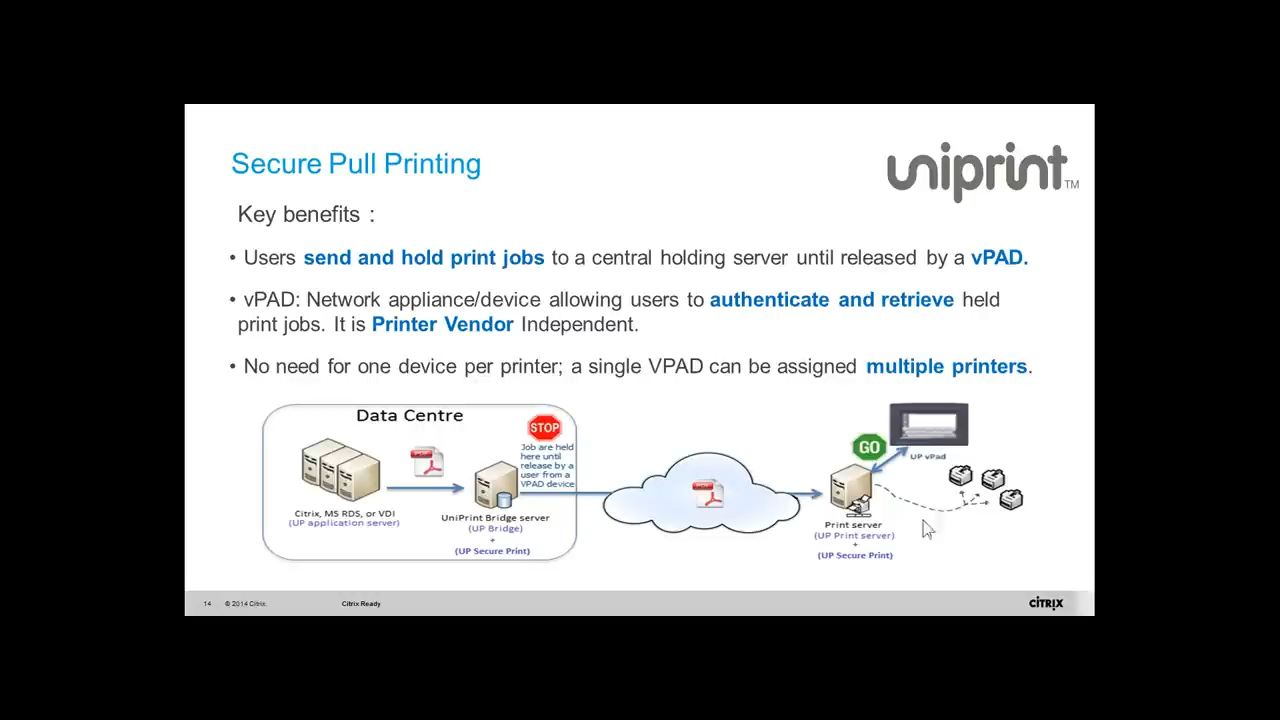 Secure Pull Printing
uniprint TM
Key benefits :
• Users send and hold print jobs to a central holding server until released by a vPAD.
• vPAD: Network appliance/device allowing users to authenticate and retrieve held
print jobs. It is Printer Vendor Independent.
• No need for one device per printer; a single VPAD can be assigned multiple printers.
Data Centre
STOP
Job are held
here until
release by a
user from a
VPAD device
PDF
Citrix, MS RDS, or VDI
(UP application server)
UniPrint Bridge server
(UP Bridge)
+
(UP Secure Print)
PDF
GO
UP vPad
Print server
(UP Print server)
+
(UP Secure Print)
14 © 2014 Citrix. Citrix Ready CITRIX